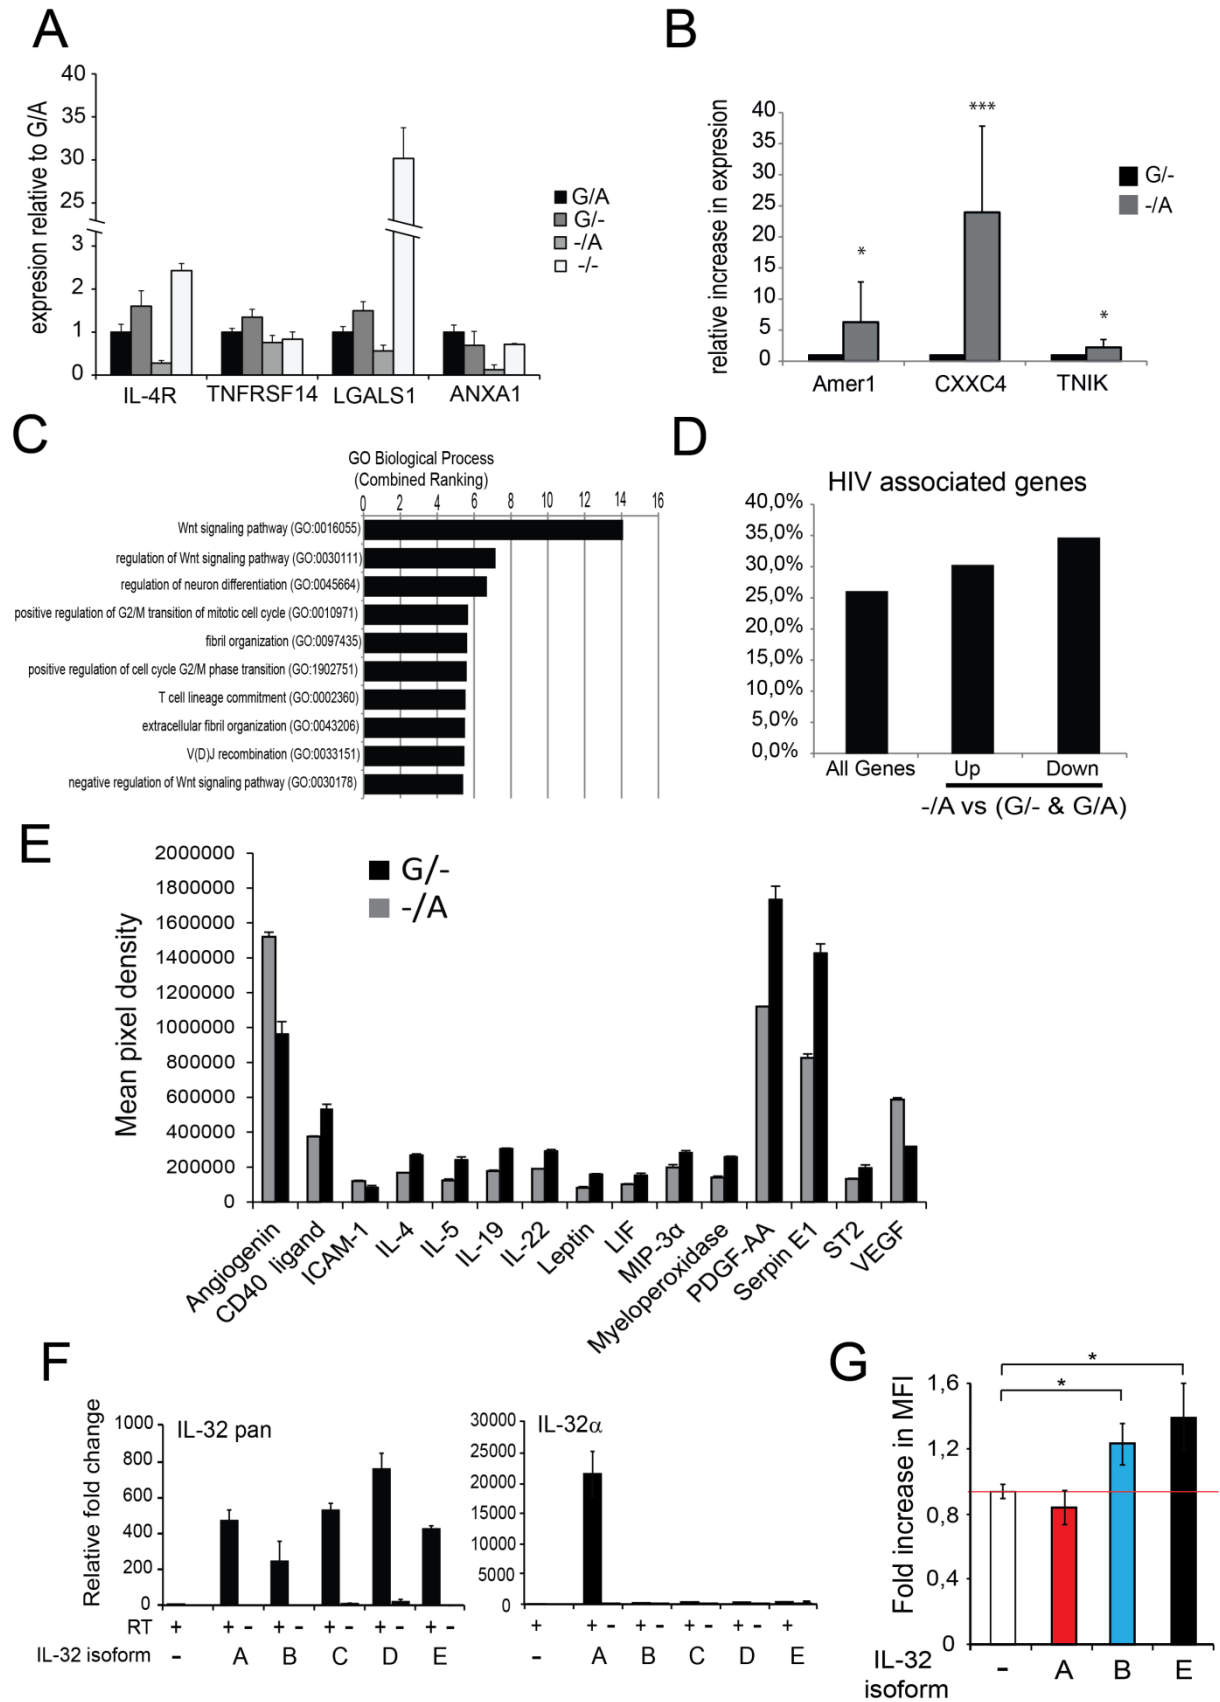 A
expresion relative to G/A
40
35
30
25
3
2
1
0
IL-4R TNFRSF14 LGALS1 ANXA1
G/A
G/-
-/A
-/-
B
relative increase in expresion
40
35
30
25
20
15
10
5
0
*
***
*
Amer1 CXXC4 TNIK
G/-
-/A
C
GO Biological Process
(Combined Ranking)
0 2 4 6 8 10 12 14 16
Wnt signaling pathway (GO:0016055)
regulation of Wnt signaling pathway (GO:0030111)
regulation of neuron differentiation (GO:0045664)
positive regulation of G2/M transition of mitotic cell cycle (GO:0010971)
fibril organization (GO:0097435)
positive regulation of cell cycle G2/M phase transition (GO:1902751)
T cell lineage commitment (GO:0002360)
extracellular fibril organization (GO:0043206)
V(D)J recombination (GO:0033151)
negative regulation of Wnt signaling pathway (GO:0030178)
D
HIV associated genes
40,0%
35,0%
30,0%
25,0%
20,0%
15,0%
10,0%
5,0%
0,0%
All Genes Up Down
-/A vs (G/- & G/A)
E
Mean pixel density
2000000
1800000
1600000
1400000
1200000
1000000
800000
600000
400000
200000
0
G/-
-/A
Angiogenin
CD40 ligand
ICAM-1
IL-4
IL-5
IL-19
IL-22
Leptin
LIF
MIP-3α
Myeloperoxidase
PDGF-AA
Serpin E1
ST2
VEGF
F
Relative fold change
IL-32 pan
1000
800
600
400
200
0
RT + + - + - + - + - + -
IL-32 isoform - A B C D E
IL-32α
30000
25000
20000
15000
10000
5000
0
+ + - + - + - + - +
- A B C D E
G
Fold increase in MFI
1,6
1,2
0,8
0,4
0
*
*
IL-32
isoform
- A B E